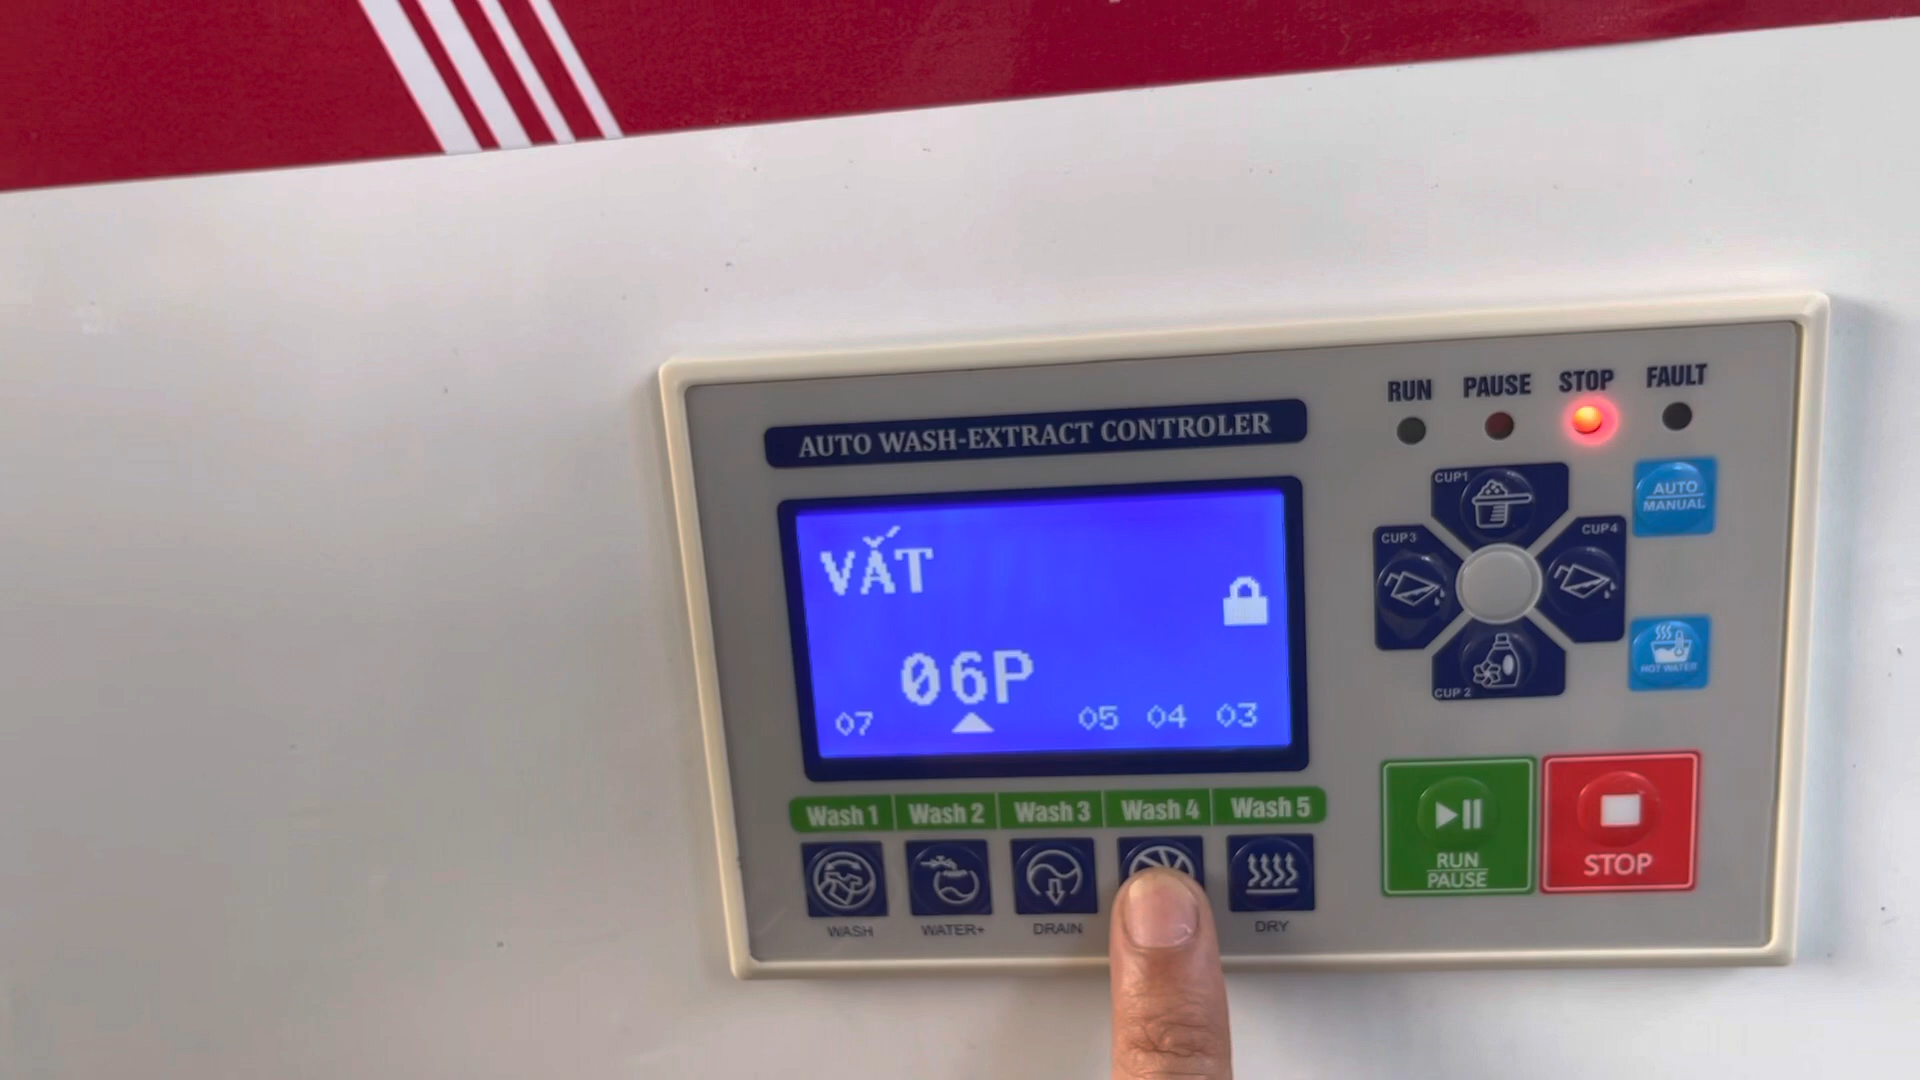 RUN PAUSE STOP FAULT
AUTO WASH-EXTRACT CONTROLER
CUP1
AUTO
MANUAL
VẮT
CUP3
CUP4
06P
HOT WATER
CUP 2
07 05 04 03
Wash 1 Wash 2 Wash 3 Wash 4 Wash 5
RUN
PAUSE
STOP
WASH WATER+ DRAIN DRY